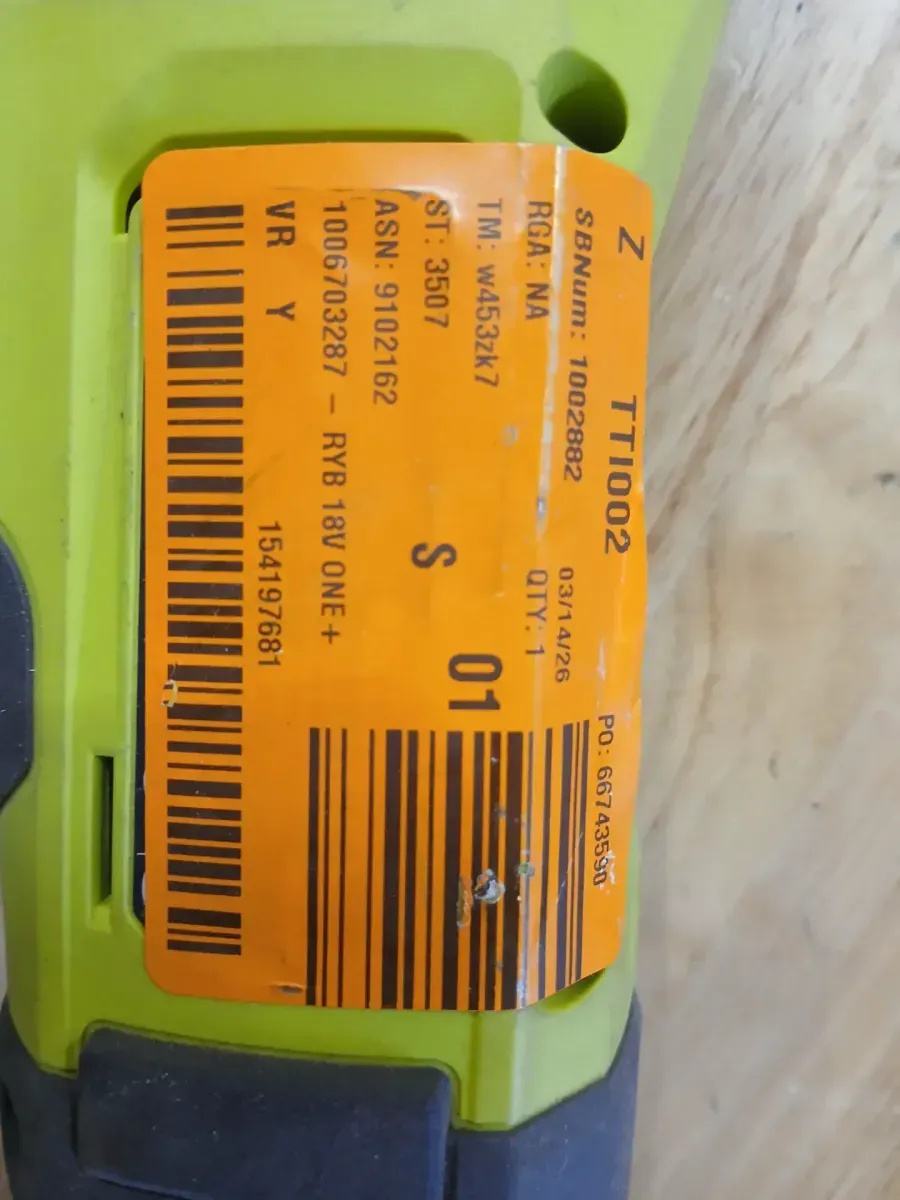 Z TTI002 PO: 66743590
SBNum: 1002882 03/14/26
RGA: NA QTY: 1
TM: w453zk7 01
ST: 3507 S
ASN: 9102162
1006703287 - RYB 18V ONE+
VR Y 154197681